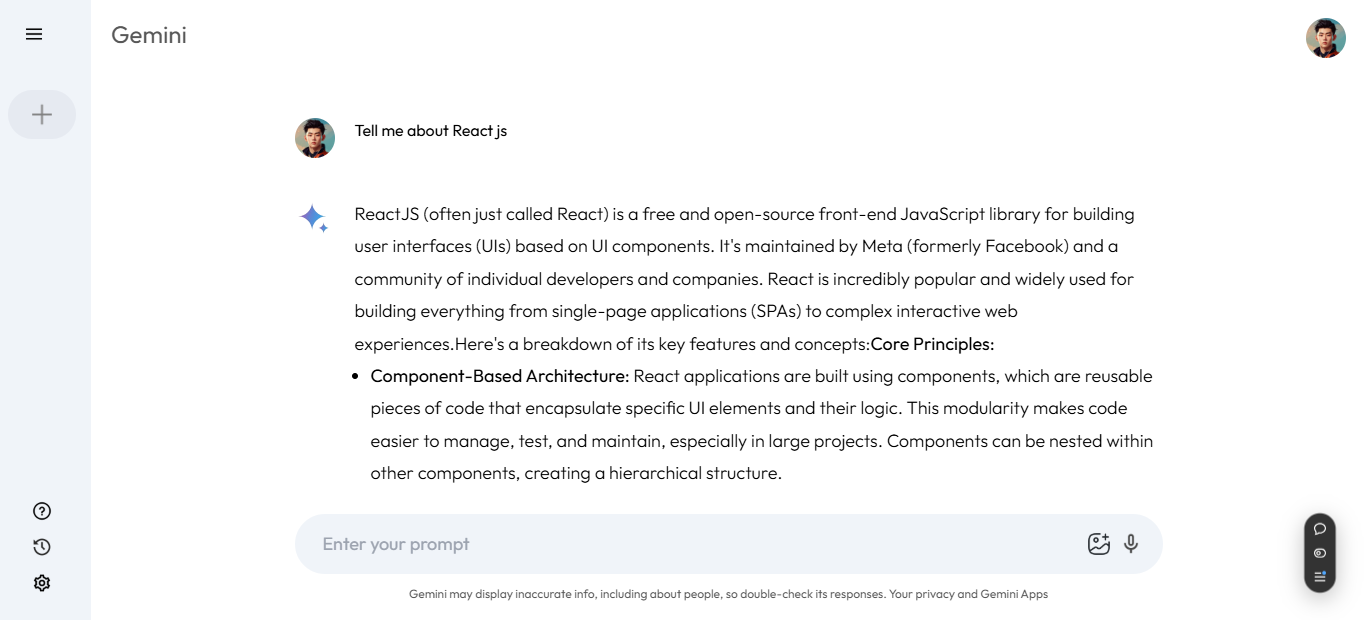 Gemini
Tell me about React js
ReactJS (often just called React) is a free and open-source front-end JavaScript library for building
user interfaces (UIs) based on UI components. It's maintained by Meta (formerly Facebook) and a
community of individual developers and companies. React is incredibly popular and widely used for
building everything from single-page applications (SPAs) to complex interactive web
experiences.Here's a breakdown of its key features and concepts:Core Principles:
Component-Based Architecture: React applications are built using components, which are reusable
pieces of code that encapsulate specific UI elements and their logic. This modularity makes code
easier to manage, test, and maintain, especially in large projects. Components can be nested within
other components, creating a hierarchical structure.
Enter your prompt
Gemini may display inaccurate info, including about people, so double-check its responses. Your privacy and Gemini Apps